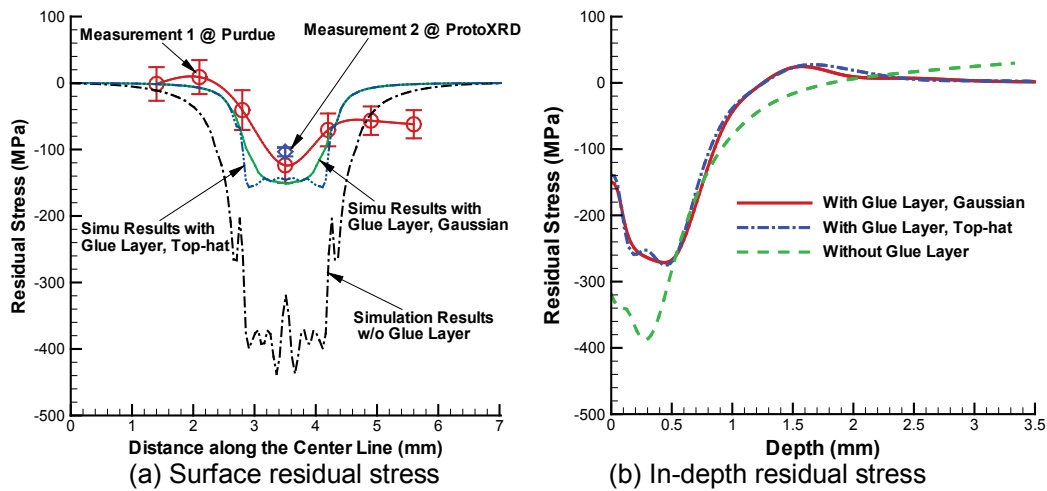 100
Measurement 1 @ Purdue
Measurement 2 @ ProtoXRD
0
-100
-200
-300
-400
-500
Residual Stress (MPa)
Simu Results with
Glue Layer, Top-hat
Simu Results with
Glue Layer, Gaussian
Simulation Results
w/o Glue Layer
0 1 2 3 4 5 6 7
Distance along the Center Line (mm)
(a) Surface residual stress
100
0
-100
-200
-300
-400
-500
Residual Stress (MPa)
With Glue Layer, Gaussian
With Glue Layer, Top-hat
Without Glue Layer
0 0.5 1 1.5 2 2.5 3 3.5
Depth (mm)
(b) In-depth residual stress